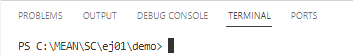 PROBLEMS OUTPUT DEBUG CONSOLE TERMINAL PORTS
PS C:\MEAN\SC\ej01\demo>